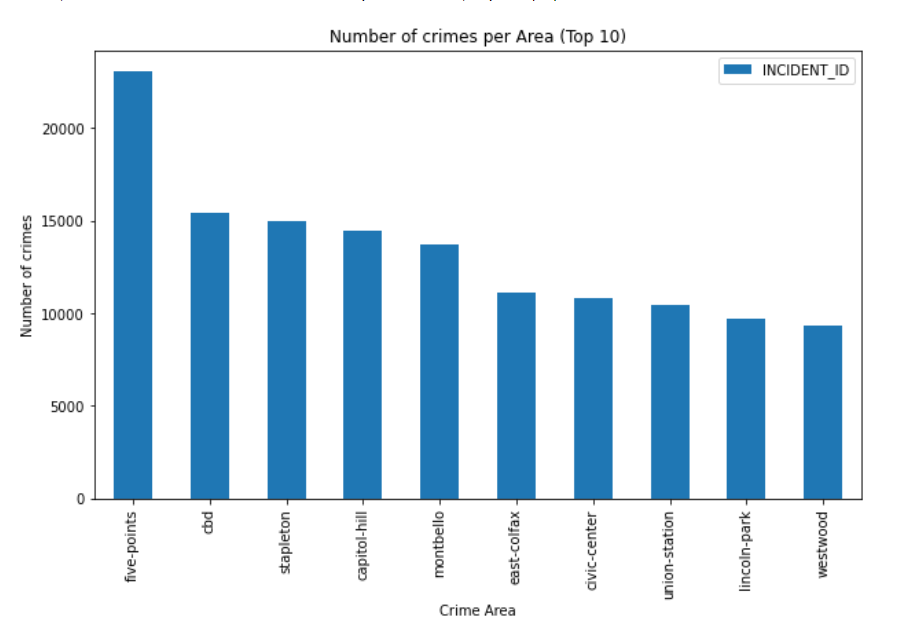 Number of crimes per Area (Top 10)
INCIDENT_ID
Number of crimes
20000
15000
10000
5000
0
five-points
cbd
stapleton
capitol-hill
montbello
east-colfax
civic-center
union-station
lincoln-park
westwood
Crime Area